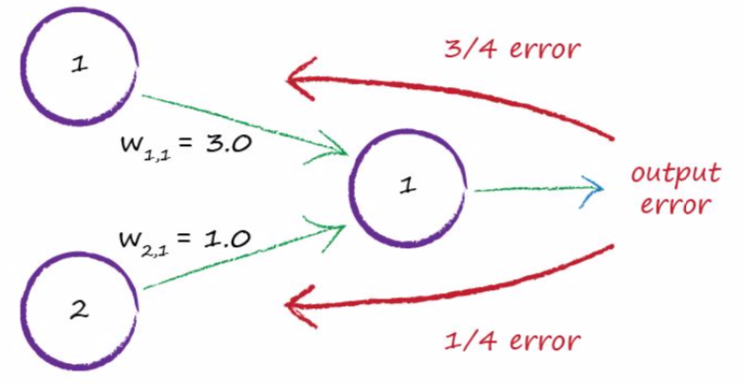 1
3/4 error
w1,1 = 3.0
1
output
error
w2,1 = 1.0
2
1/4 error